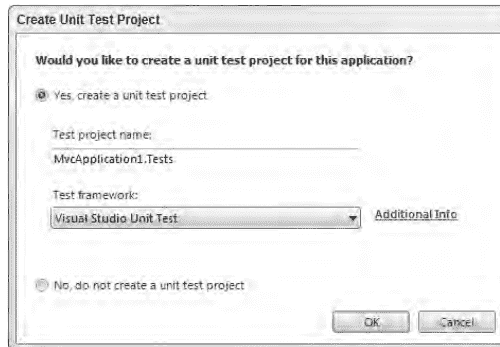 Create Unit Test Project
Would you like to create a unit test project for this application?
Yes, create a unit test project
Test project name:
MvcApplication1.Tests
Test framework:
Visual Studio Unit Test
Additional Info
No, do not create a unit test project
OK
Cancel